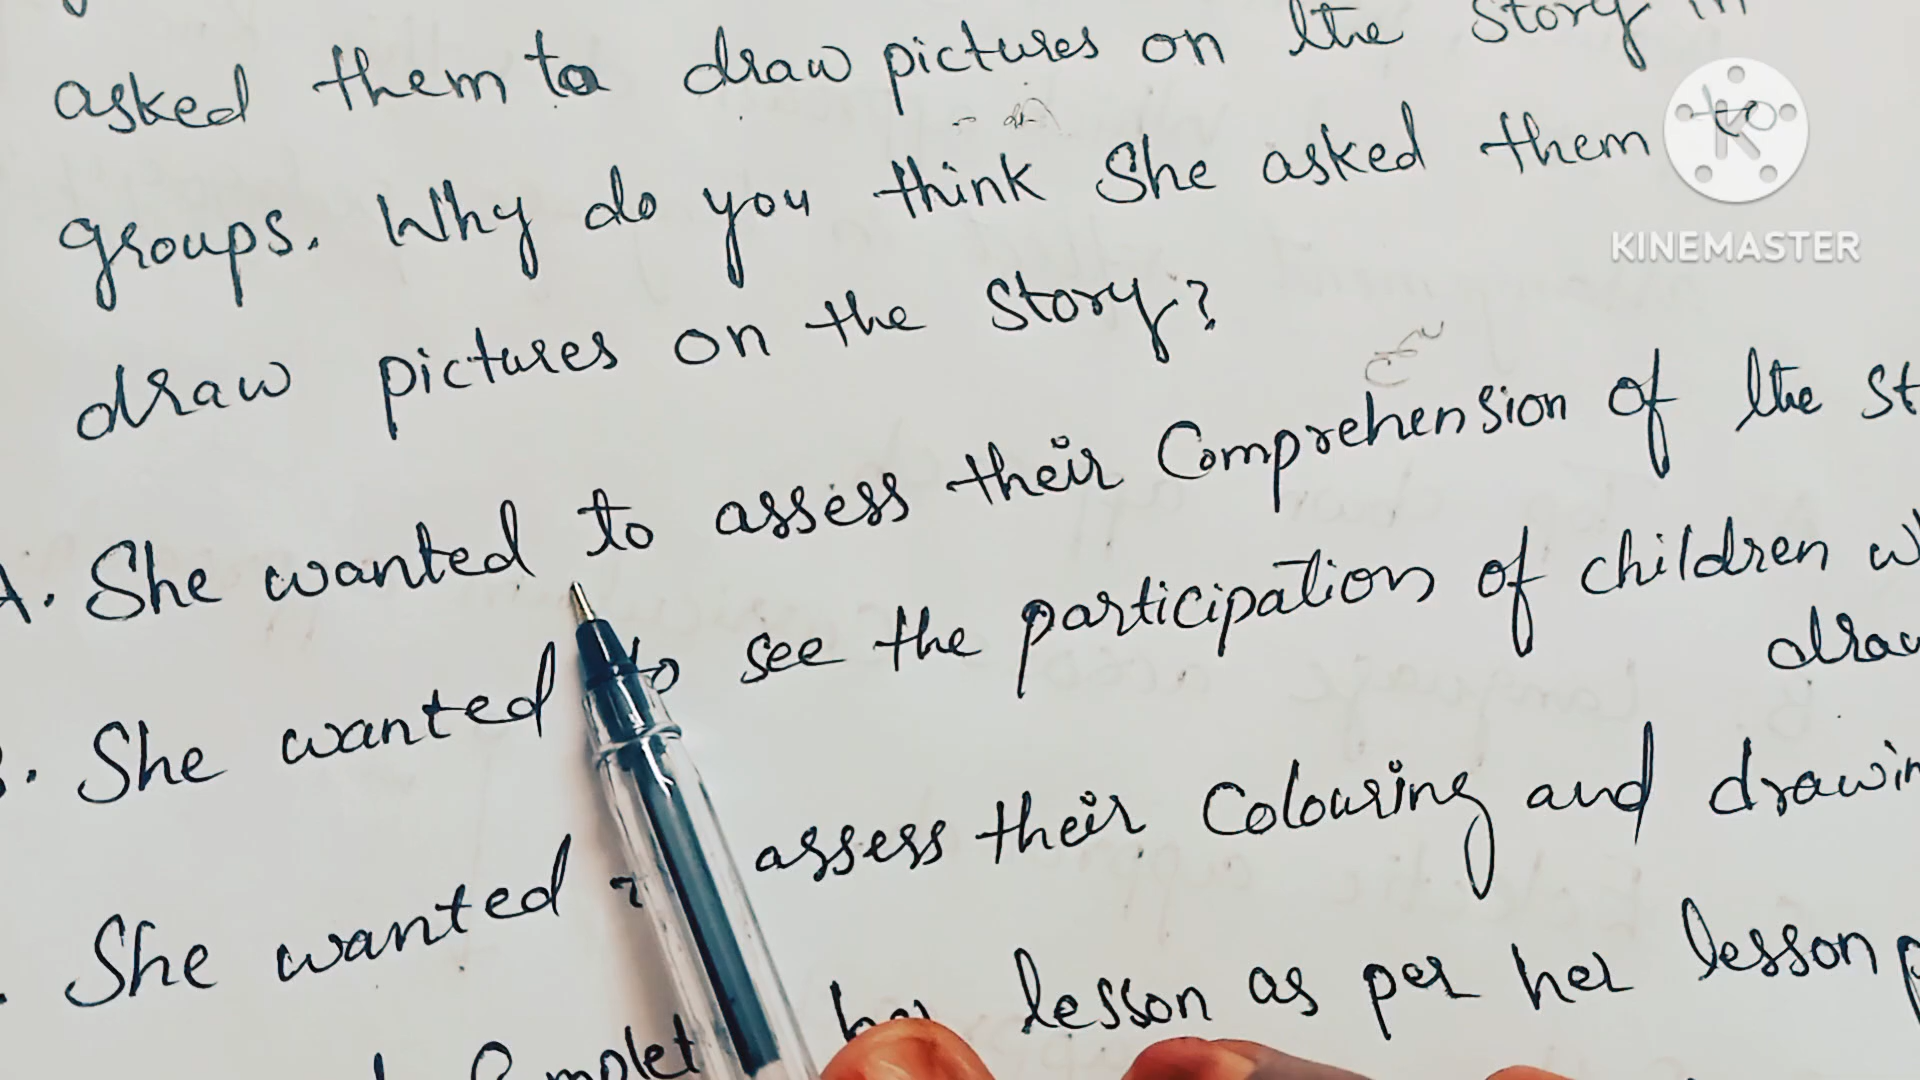 asked them to draw pictures on the story in
groups. Why do you think She asked them to
draw pictures on the Story?
A. She wanted to assess their Comprehension of the st
B. She wanted to see the participation of children w
draw
She wanted assess their Colouring and drawin
Complet her lesson as per her lesson p
KINEMASTER